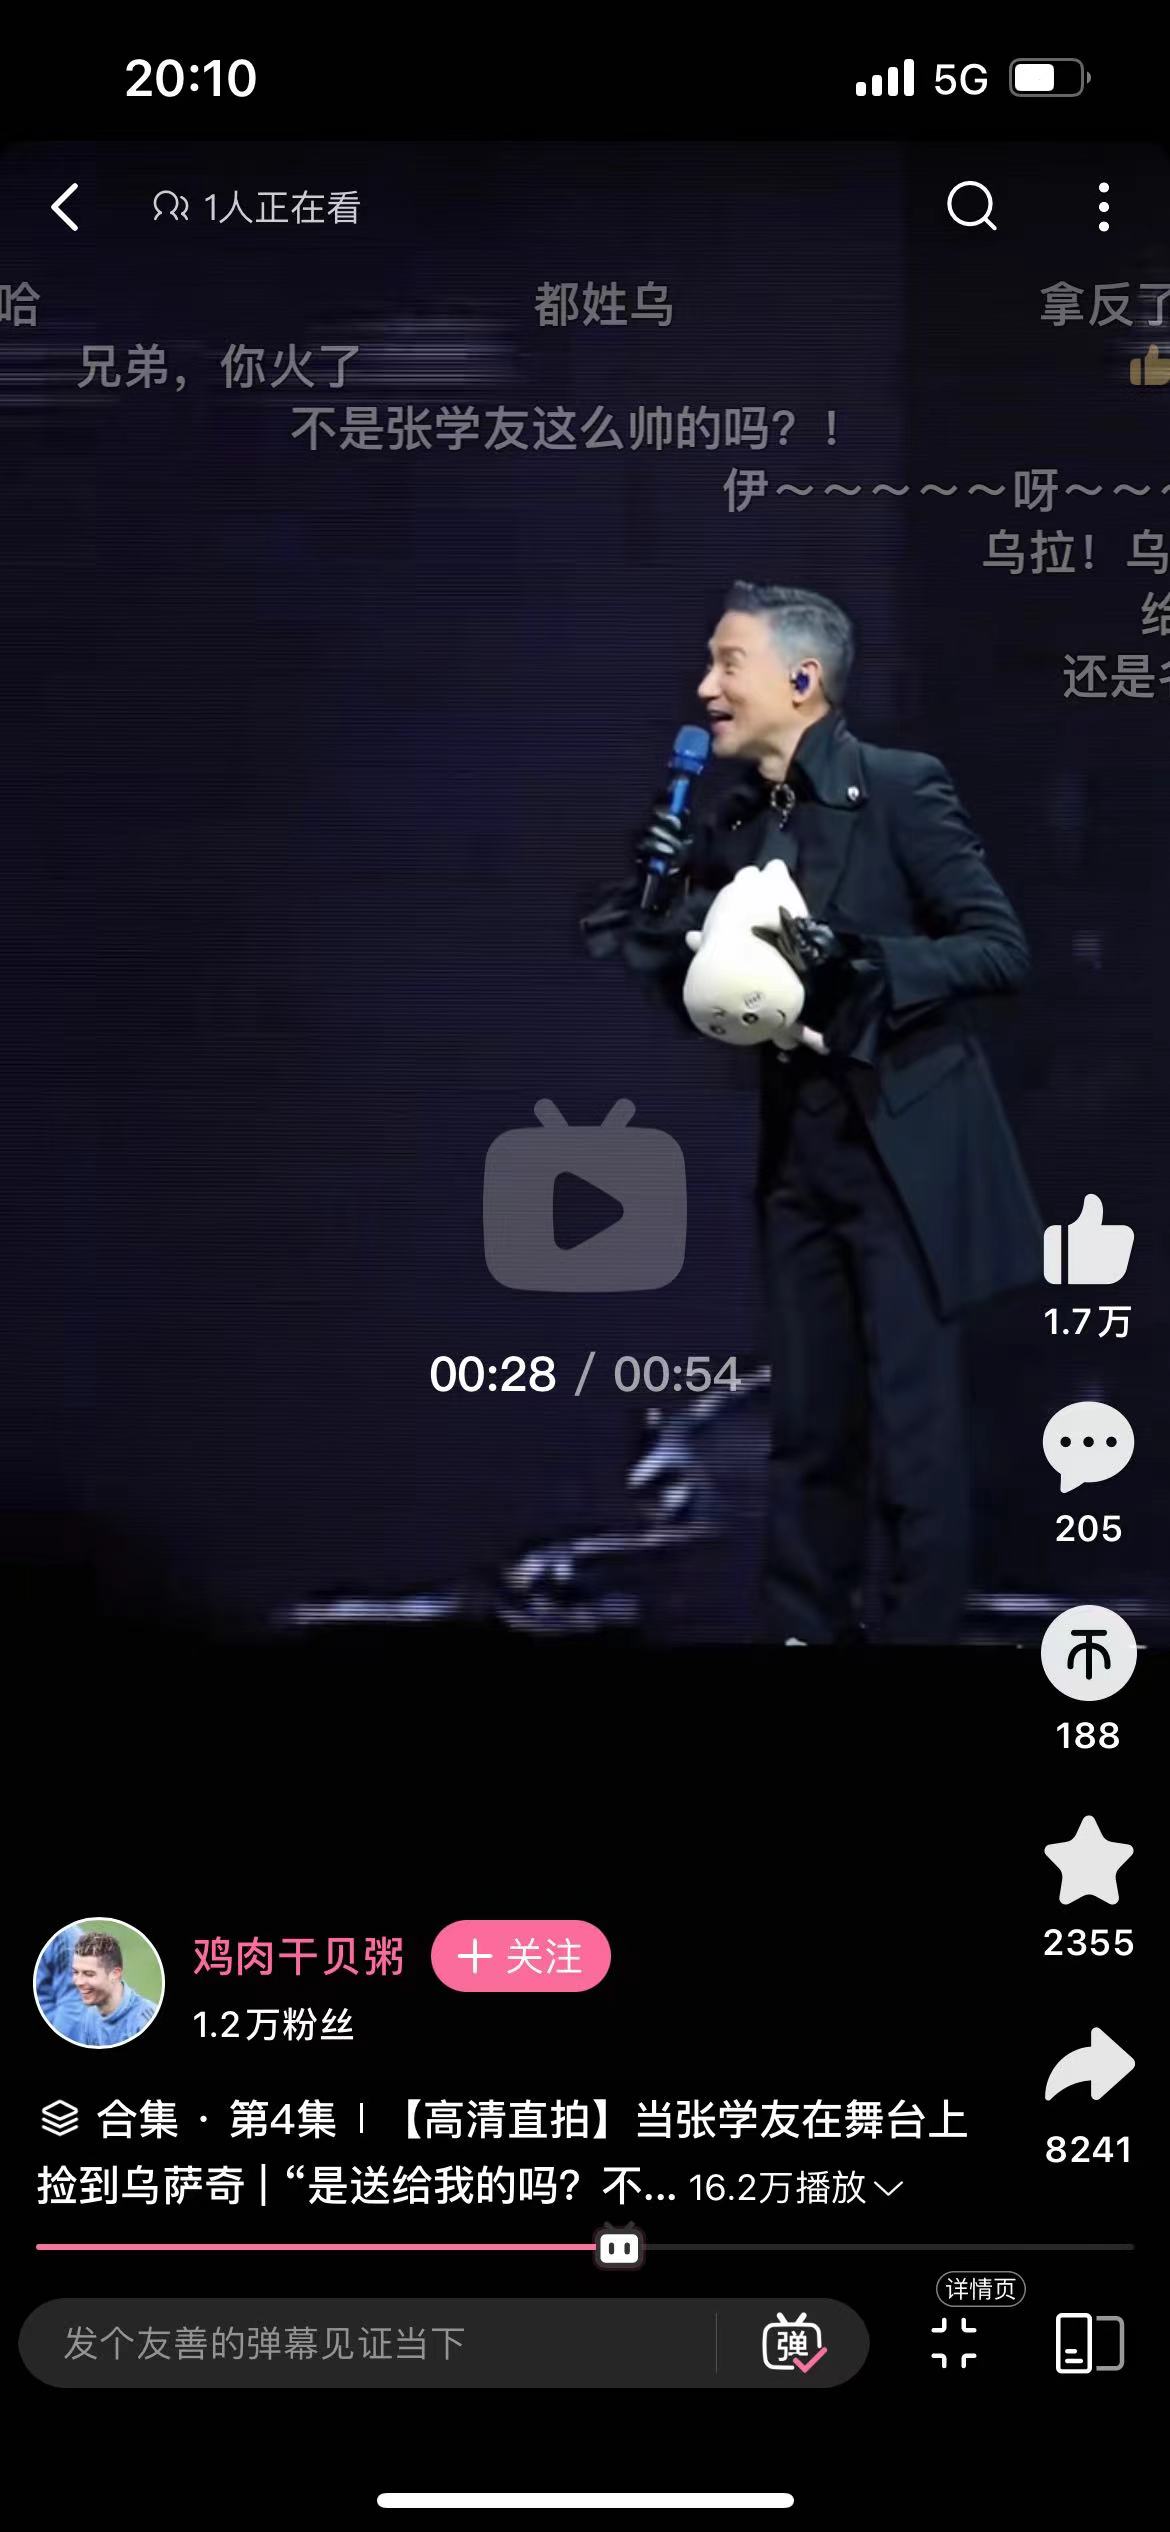 20:10
5G
1人正在看
哈
都姓乌
拿反了
兄弟，你火了
不是张学友这么帅的吗？！
伊～～～～～呀～～～
乌拉！乌
给
还是
00:28 / 00:54
1.7万
205
188
2355
8241
鸡肉干贝粥
关注
1.2万粉丝
合集 · 第4集 | 【高清直拍】当张学友在舞台上
捡到乌萨奇 | “是送给我的吗？不... 16.2万播放
详情页
发个友善的弹幕见证当下
弹